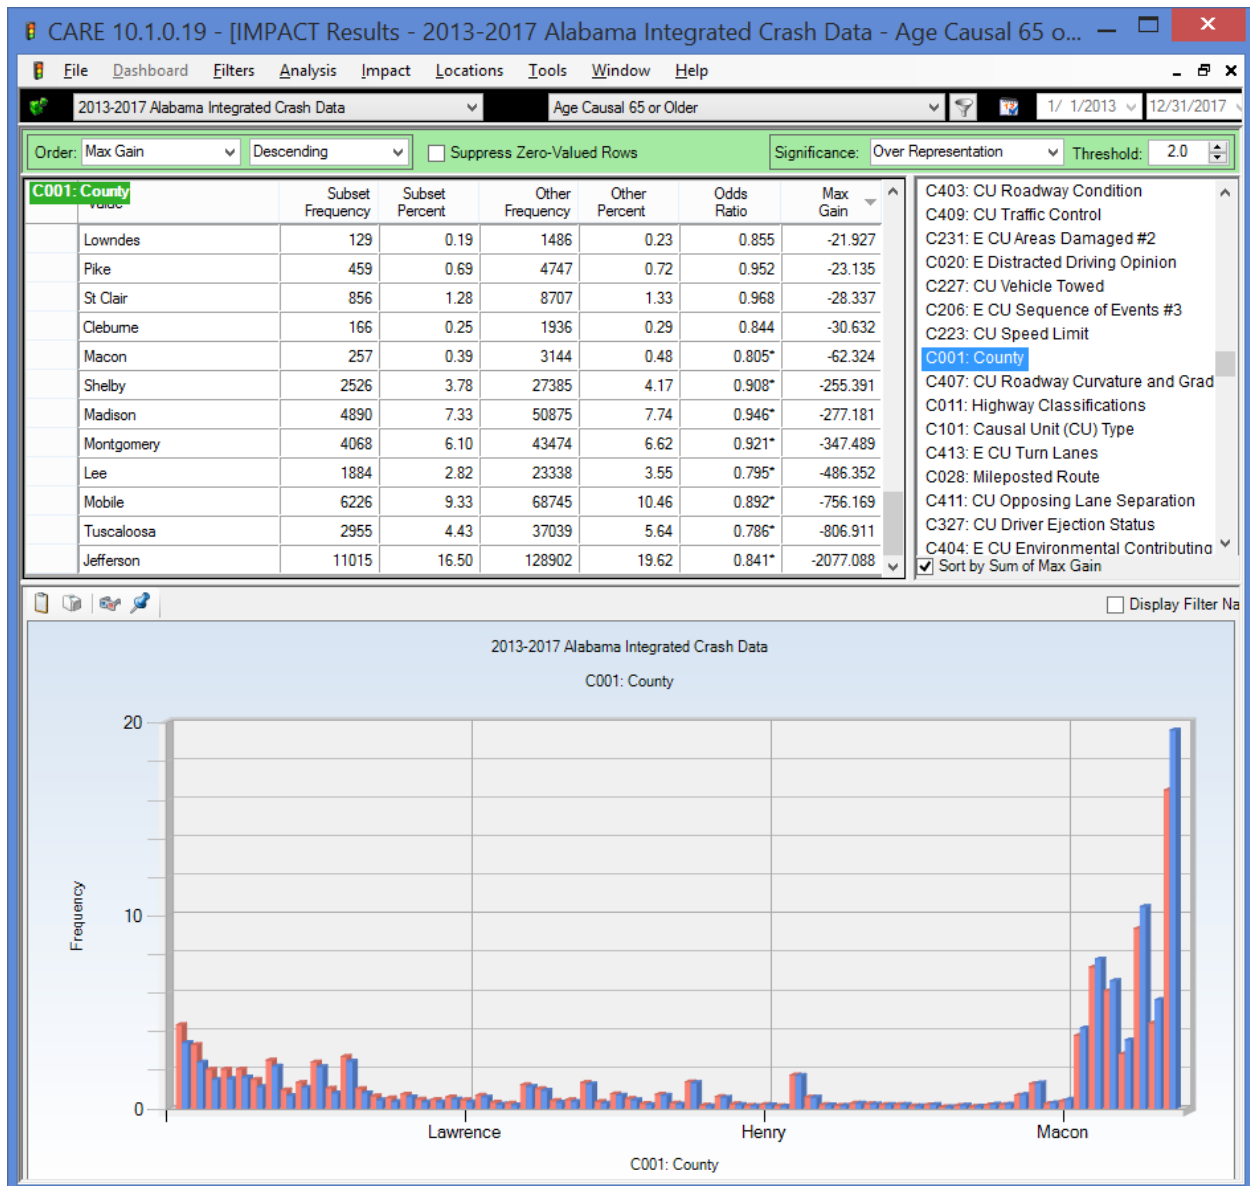 CARE 10.1.0.19 - [IMPACT Results - 2013-2017 Alabama Integrated Crash Data - Age Causal 65 o...
File Dashboard Filters Analysis Impact Locations Tools Window Help
2013-2017 Alabama Integrated Crash Data Age Causal 65 or Older 1/ 1/2013 12/31/2017
Order: Max Gain Descending Suppress Zero-Valued Rows Significance: Over Representation Threshold: 2.0
C001: County Subset Frequency Subset Percent Other Frequency Other Percent Odds Ratio Max Gain
Lowndes 129 0.19 1486 0.23 0.855 -21.927
Pike 459 0.69 4747 0.72 0.952 -23.135
St Clair 856 1.28 8707 1.33 0.968 -28.337
Cleburne 166 0.25 1936 0.29 0.844 -30.632
Macon 257 0.39 3144 0.48 0.805* -62.324
Shelby 2526 3.78 27385 4.17 0.908* -255.391
Madison 4890 7.33 50875 7.74 0.946* -277.181
Montgomery 4068 6.10 43474 6.62 0.921* -347.489
Lee 1884 2.82 23338 3.55 0.795* -486.352
Mobile 6226 9.33 68745 10.46 0.892* -756.169
Tuscaloosa 2955 4.43 37039 5.64 0.786* -806.911
Jefferson 11015 16.50 128902 19.62 0.841* -2077.088
C403: CU Roadway Condition
C409: CU Traffic Control
C231: E CU Areas Damaged #2
C020: E Distracted Driving Opinion
C227: CU Vehicle Towed
C206: E CU Sequence of Events #3
C223: CU Speed Limit
C001: County
C407: CU Roadway Curvature and Grad
C011: Highway Classifications
C101: Causal Unit (CU) Type
C413: E CU Turn Lanes
C028: Mileposted Route
C411: CU Opposing Lane Separation
C327: CU Driver Ejection Status
C404: E CU Environmental Contributing
Sort by Sum of Max Gain
Display Filter Na
2013-2017 Alabama Integrated Crash Data
C001: County
20
10
0
Frequency
Lawrence Henry Macon
C001: County